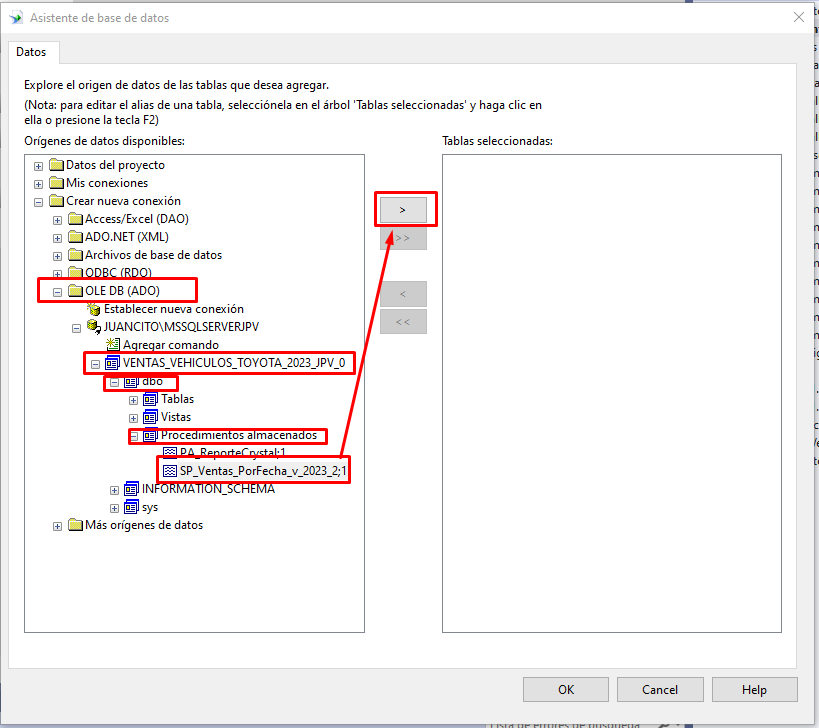 Asistente de base de datos
Datos
Explore el origen de datos de las tablas que desea agregar.
(Nota: para editar el alias de una tabla, selecciónela en el árbol 'Tablas seleccionadas' y haga clic en
ella o presione la tecla F2)
Orígenes de datos disponibles:
Tablas seleccionadas:
Datos del proyecto
Mis conexiones
Crear nueva conexión
Access/Excel (DAO)
ADO.NET (XML)
Archivos de base de datos
ODBC (RDO)
OLE DB (ADO)
Establecer nueva conexión
JUANCITO\MSSQLSERVERJPV
Agregar comando
VENTAS_VEHICULOS_TOYOTA_2023_JPV_0
dbo
Tablas
Vistas
Procedimientos almacenados
PA_ReporteCrystal;1
SP_Ventas_PorFecha_v_2023_2;1
INFORMATION_SCHEMA
sys
Más orígenes de datos
>
>>
<
<<
OK
Cancel
Help
Lista de errores de búsqueda